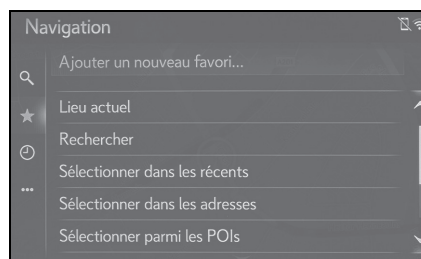 Navigation
Ajouter un nouveau favori...
Lieu actuel
Rechercher
Sélectionner dans les récents
Sélectionner dans les adresses
Sélectionner parmi les POIs